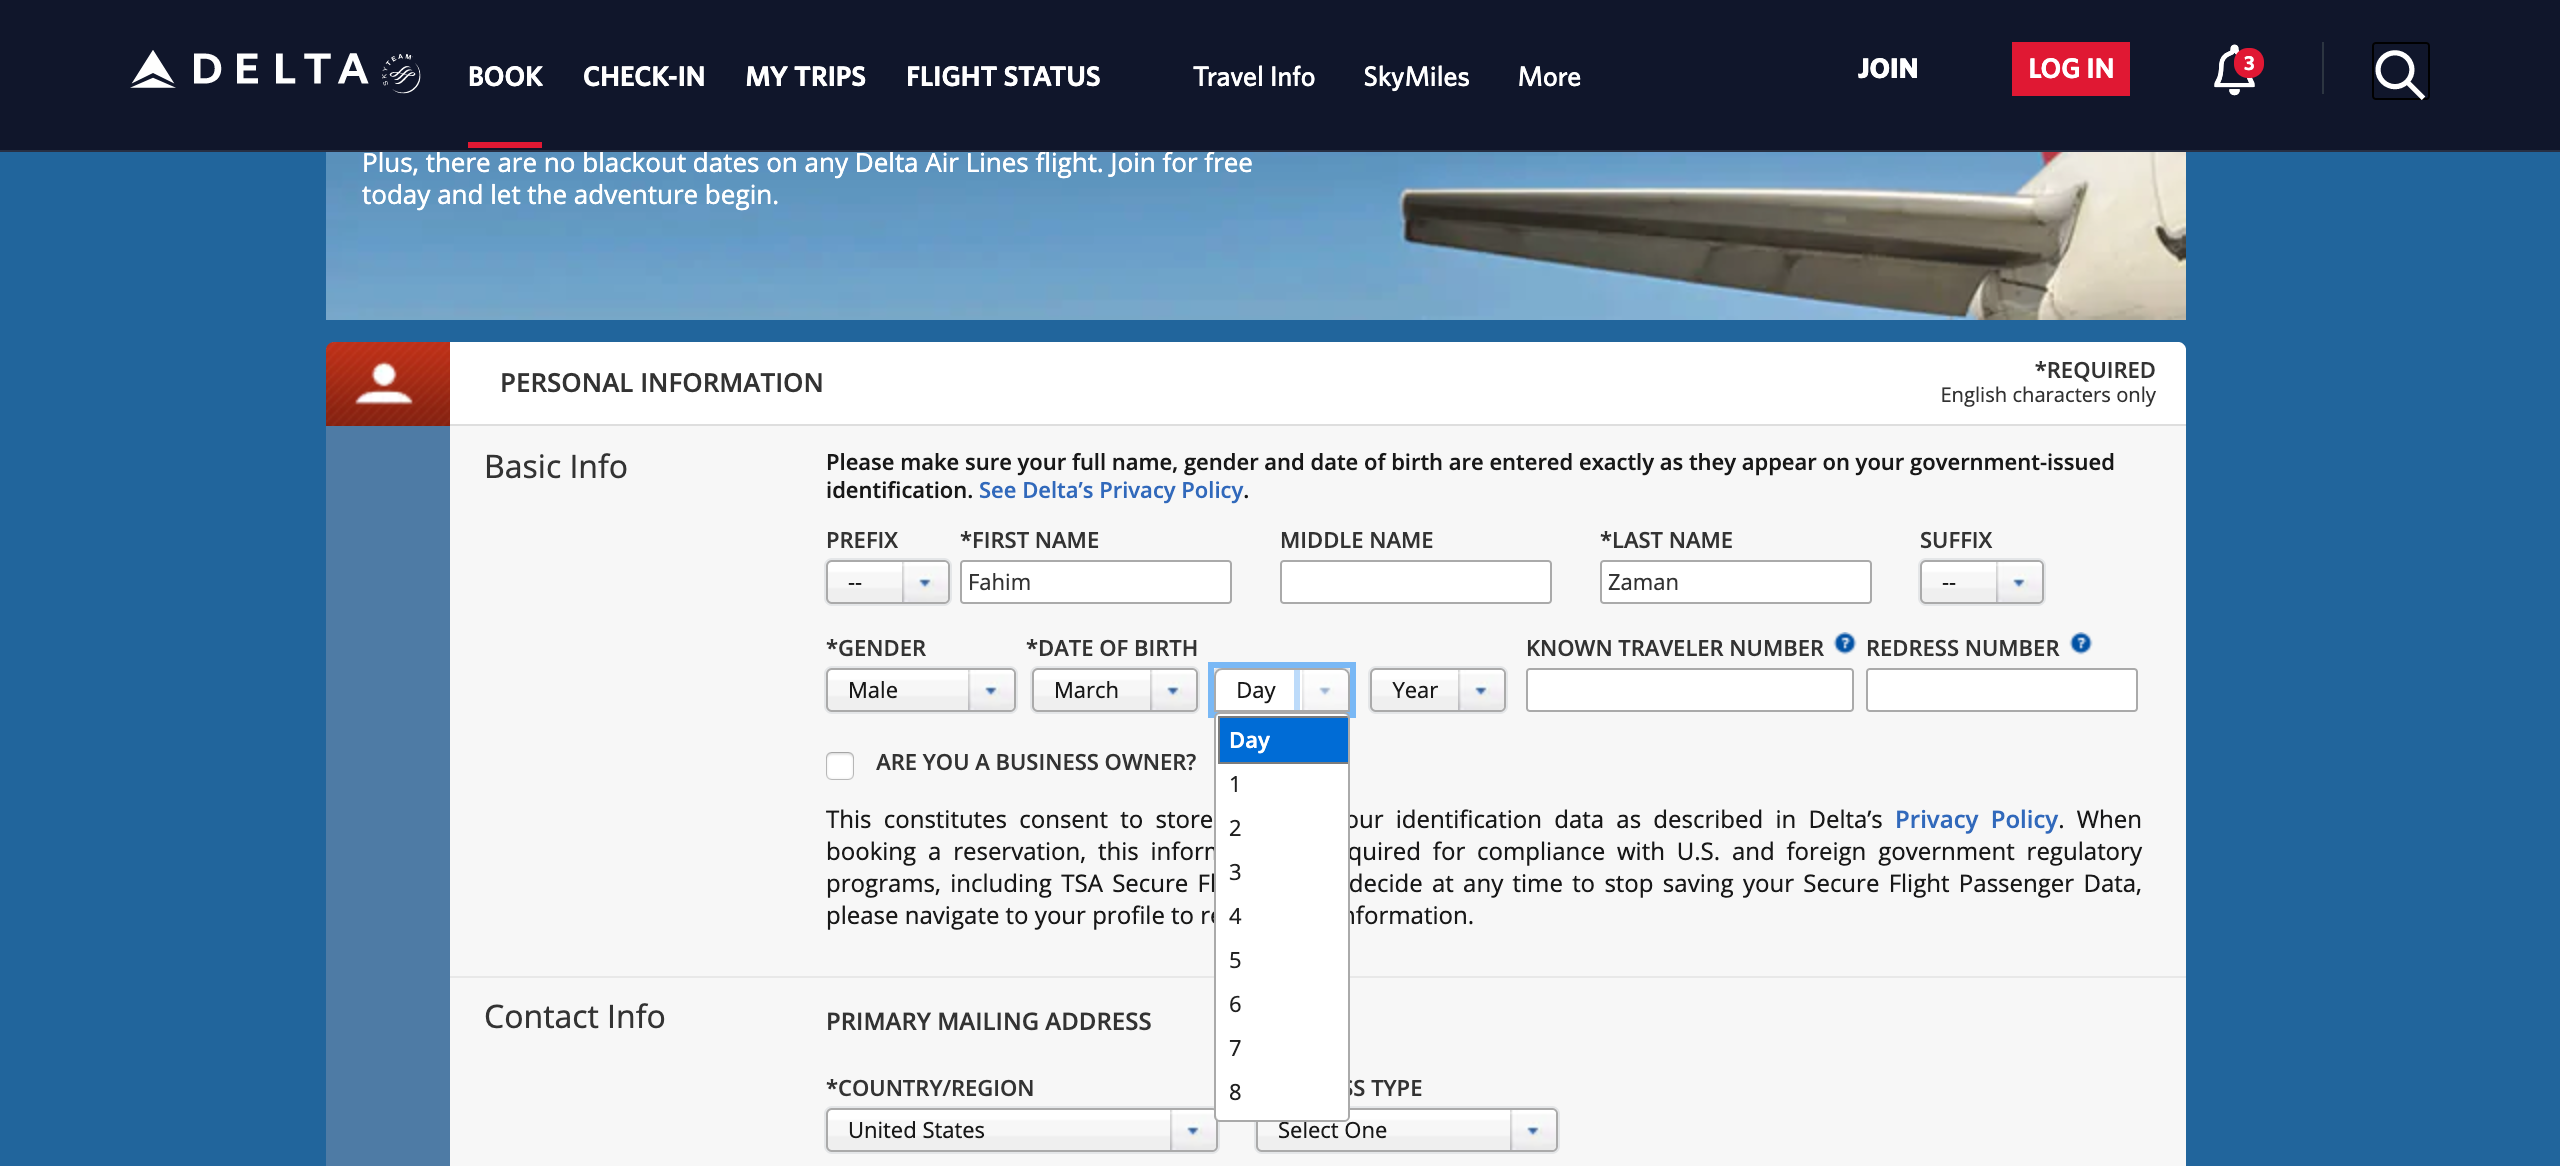 DELTA
SKYTEAM
BOOK
CHECK-IN
MY TRIPS
FLIGHT STATUS
Travel Info
SkyMiles
More
JOIN
LOG IN
3
Plus, there are no blackout dates on any Delta Air Lines flight. Join for free
today and let the adventure begin.
PERSONAL INFORMATION
*REQUIRED
English characters only
Basic Info
Please make sure your full name, gender and date of birth are entered exactly as they appear on your government-issued
identification. See Delta’s Privacy Policy.
PREFIX
*FIRST NAME
MIDDLE NAME
*LAST NAME
SUFFIX
--
Fahim
Zaman
--
*GENDER
*DATE OF BIRTH
KNOWN TRAVELER NUMBER ?
REDRESS NUMBER ?
Male
March
Day
Year
Day
1
2
3
4
5
6
7
8
ARE YOU A BUSINESS OWNER?
This constitutes consent to store our identification data as described in Delta’s Privacy Policy. When
booking a reservation, this inform quired for compliance with U.S. and foreign government regulatory
programs, including TSA Secure Fl decide at any time to stop saving your Secure Flight Passenger Data,
please navigate to your profile to re nformation.
Contact Info
PRIMARY MAILING ADDRESS
*COUNTRY/REGION
SS TYPE
United States
Select One